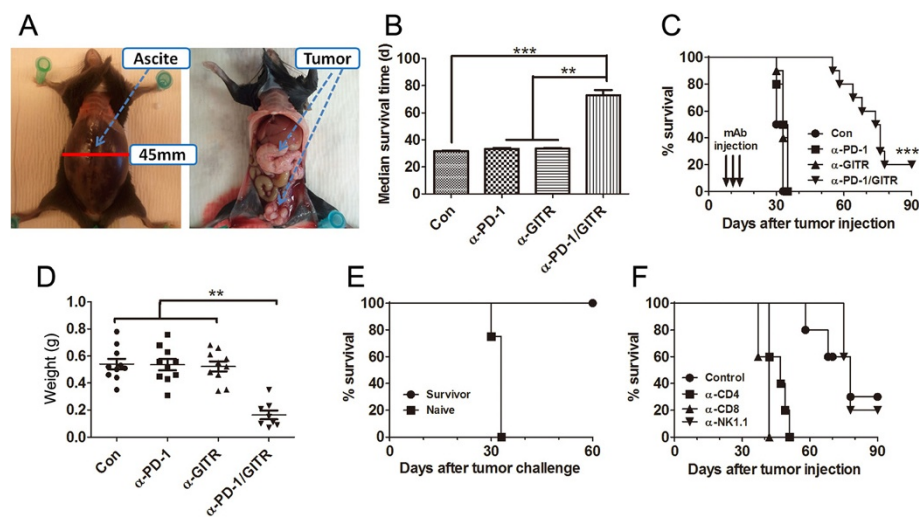 A
Ascite
45mm
Tumor
B
Median survival time (d)
100
80
60
40
20
0
***
**
Con
α-PD-1
α-GITR
α-PD-1/GITR
C
% survival
100
80
60
40
20
0
mAb
injection
Con
α-PD-1
α-GITR
α-PD-1/GITR
***
0 30 60 90
Days after tumor injection
D
Weight (g)
1.0
0.8
0.6
0.4
0.2
0.0
**
Con
α-PD-1
α-GITR
α-PD-1/GITR
E
% survival
100
80
60
40
20
0
Survivor
Naive
0 30 60
Days after tumor challenge
F
% survival
100
80
60
40
20
0
Control
α-CD4
α-CD8
α-NK1.1
0 30 60 90
Days after tumor injection